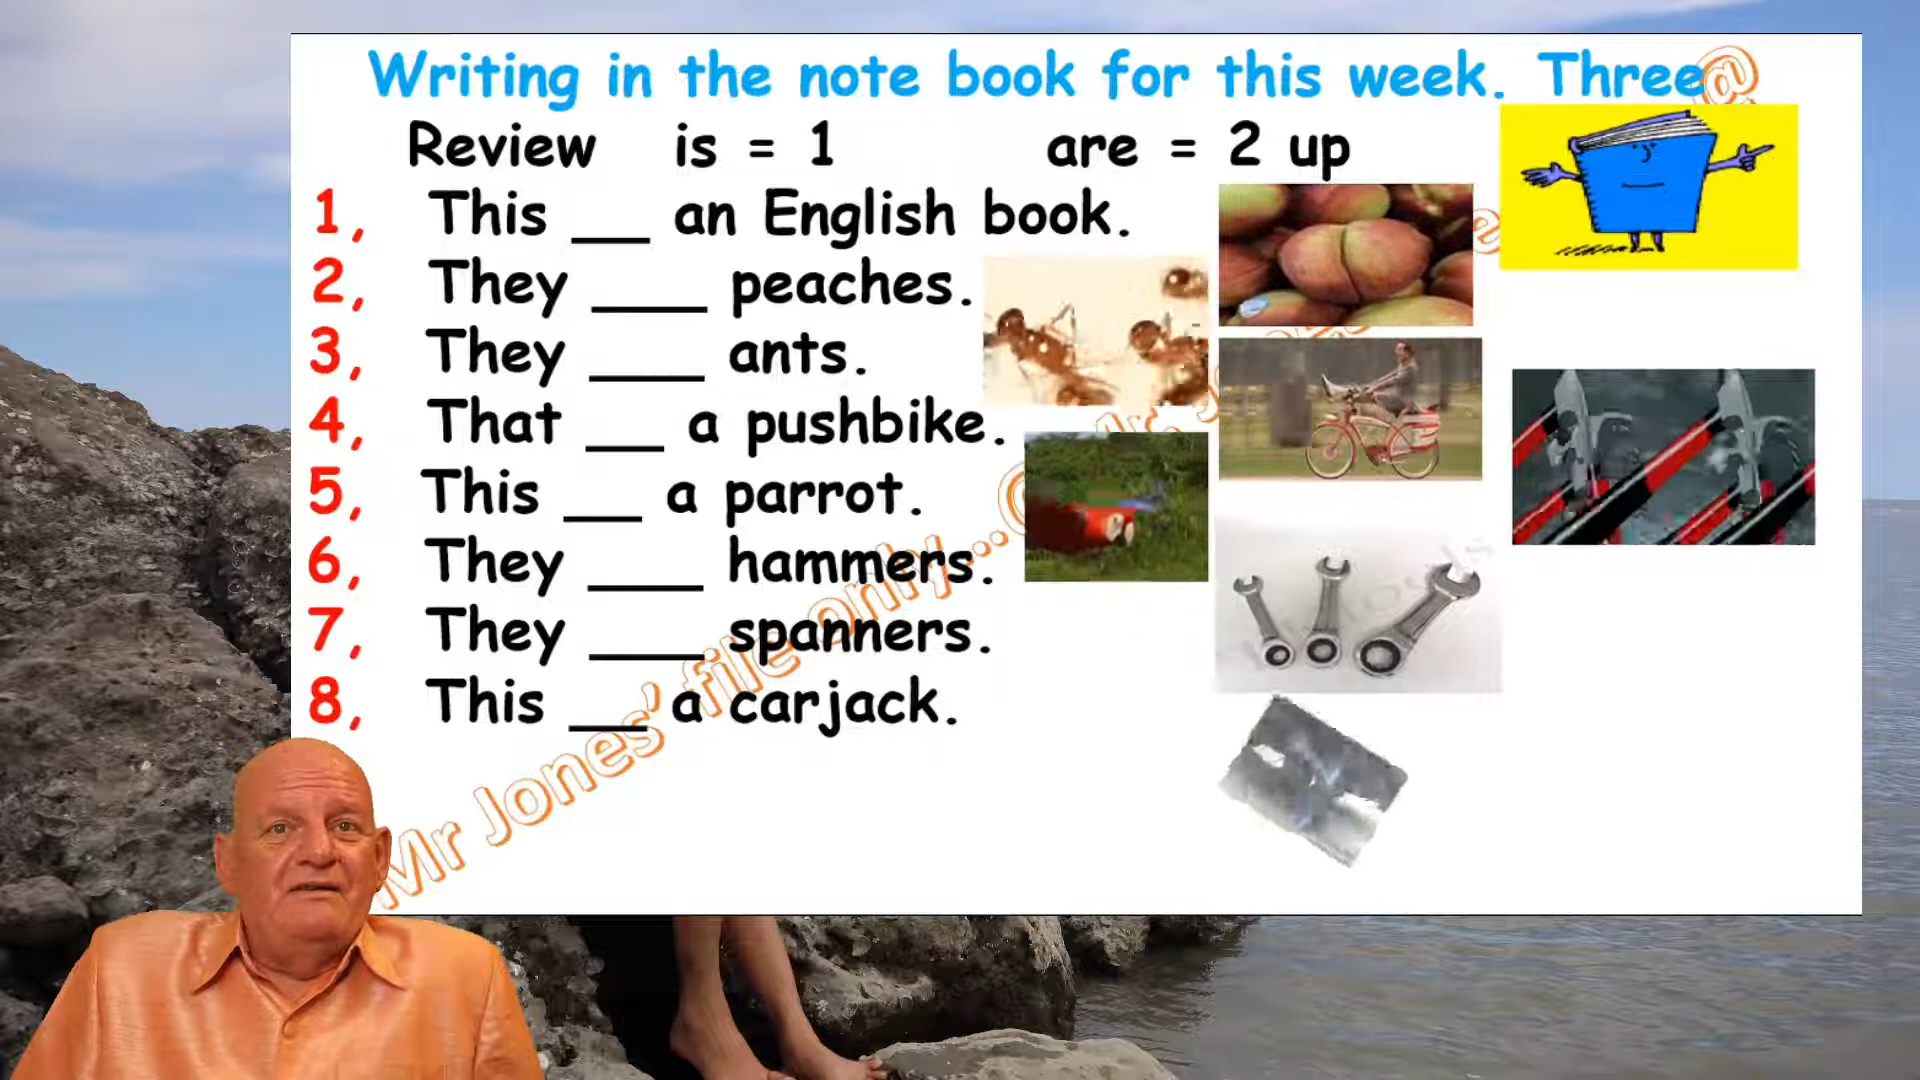 Writing in the note book for this week. Three
Review is = 1 are = 2 up
1, This __ an English book.
2, They ___ peaches.
3, They ___ ants.
4, That __ a pushbike.
5, This __ a parrot.
6, They ___ hammers.
7, They ___ spanners.
8, This __ a carjack.
Mr Jones' file only...@